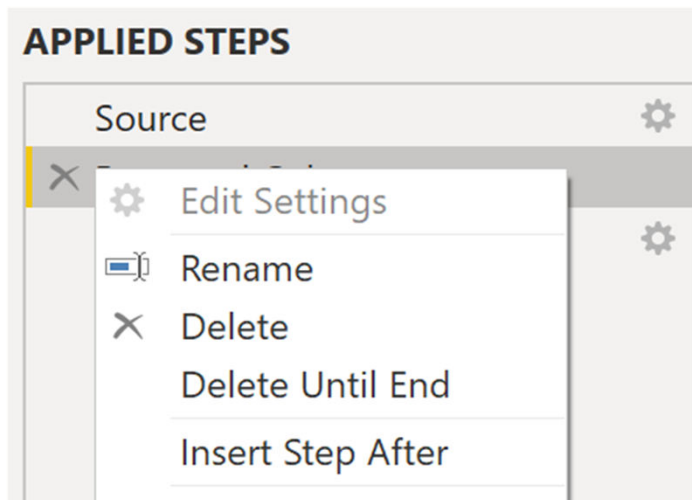 APPLIED STEPS
Source
Edit Settings
Rename
Delete
Delete Until End
Insert Step After